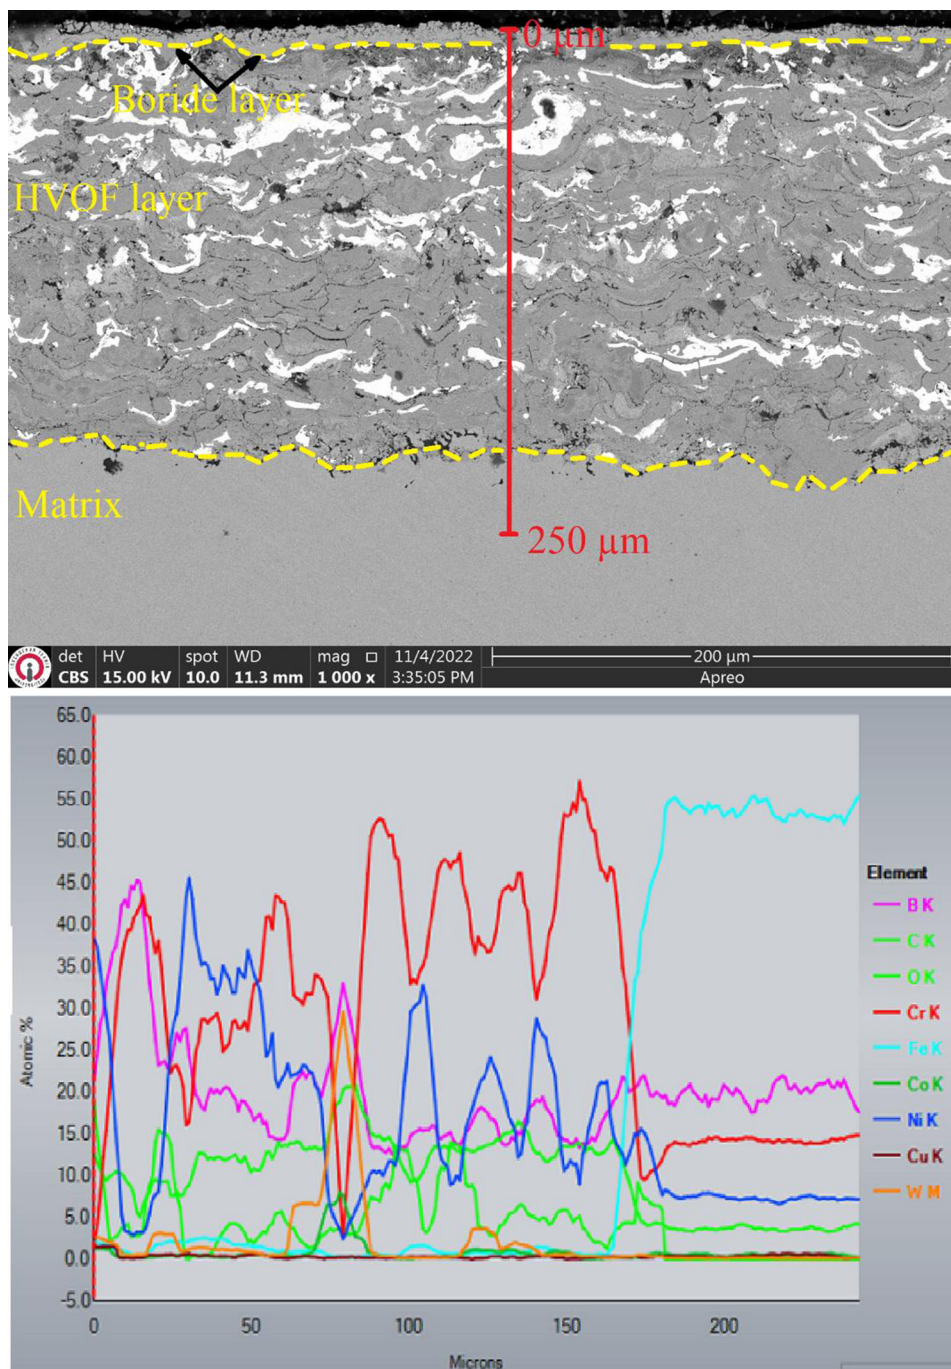 0 µm
Boride layer
HVOF layer
Matrix
250 µm
det HV spot WD mag 11/4/2022 200 µm
CBS 15.00 kV 10.0 11.3 mm 1 000 x 3:35:05 PM Apreo
65.0
60.0
55.0
50.0
45.0
40.0
35.0
30.0
25.0
20.0
15.0
10.0
5.0
0.0
-5.0
Atomic %
0 50 100 150 200
Microns
Element
B K
C K
O K
Cr K
Fe K
Co K
Ni K
Cu K
W M